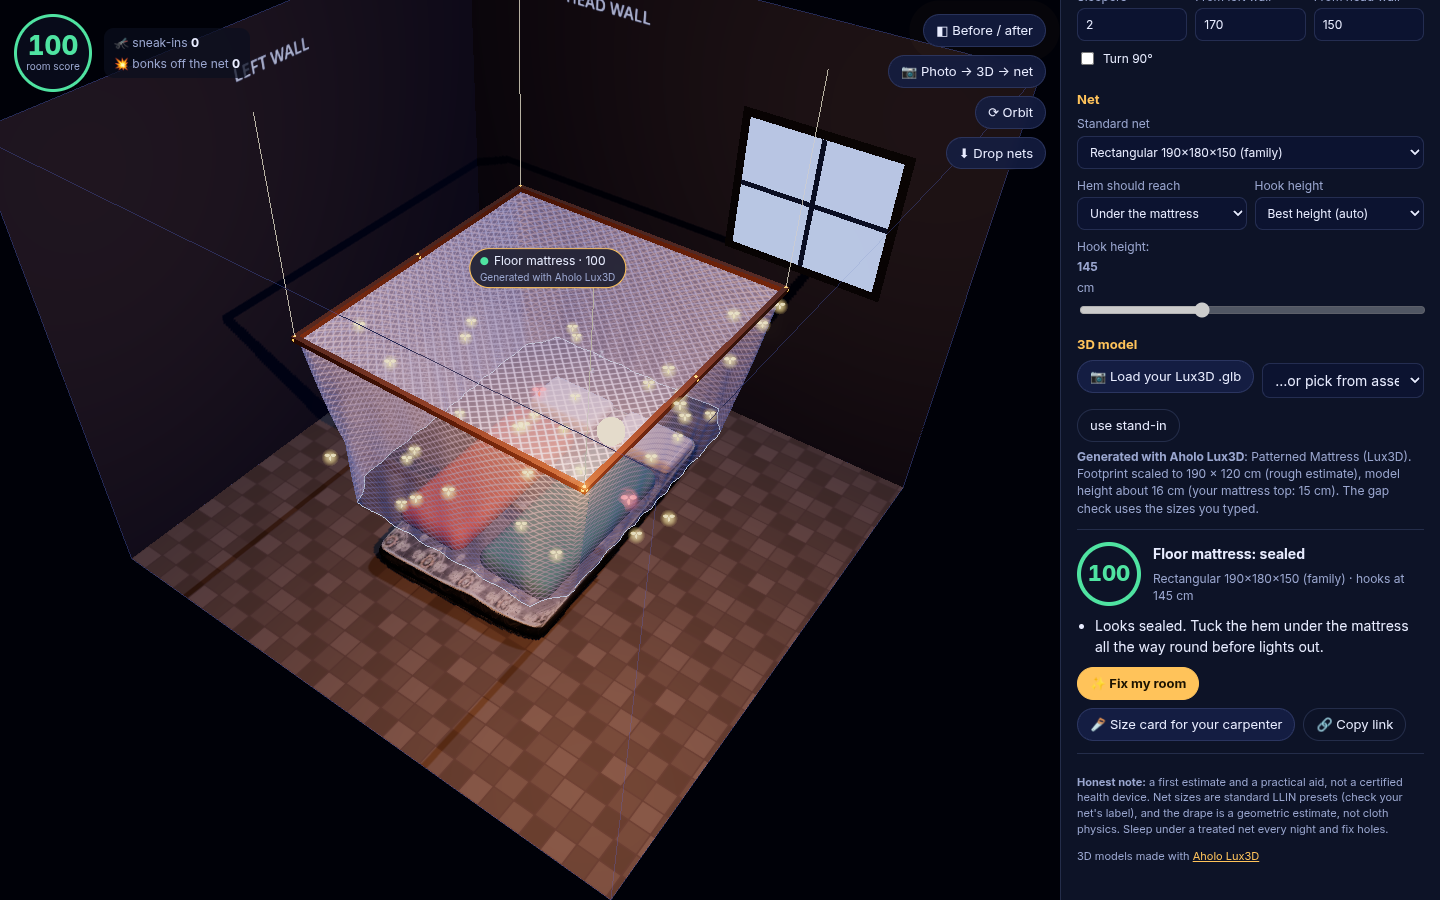 100
room score
sneak-ins 0
bonks off the net 0
LEFT WALL
HEAD WALL
Before / after
Photo → 3D → net
Orbit
Drop nets
Floor mattress · 100
Generated with Aholo Lux3D
2
170
150
Turn 90°
Net
Standard net
Rectangular 190×180×150 (family)
Hem should reach
Hook height
Under the mattress
Best height (auto)
Hook height:
145
cm
3D model
Load your Lux3D .glb
...or pick from asse
use stand-in
Generated with Aholo Lux3D: Patterned Mattress (Lux3D).
Footprint scaled to 190 × 120 cm (rough estimate), model
height about 16 cm (your mattress top: 15 cm). The gap
check uses the sizes you typed.
100
Floor mattress: sealed
Rectangular 190×180×150 (family) · hooks at
145 cm
Looks sealed. Tuck the hem under the mattress
all the way round before lights out.
Fix my room
Size card for your carpenter
Copy link
Honest note: a first estimate and a practical aid, not a certified
health device. Net sizes are standard LLIN presets (check your
net's label), and the drape is a geometric estimate, not cloth
physics. Sleep under a treated net every night and fix holes.
3D models made with Aholo Lux3D